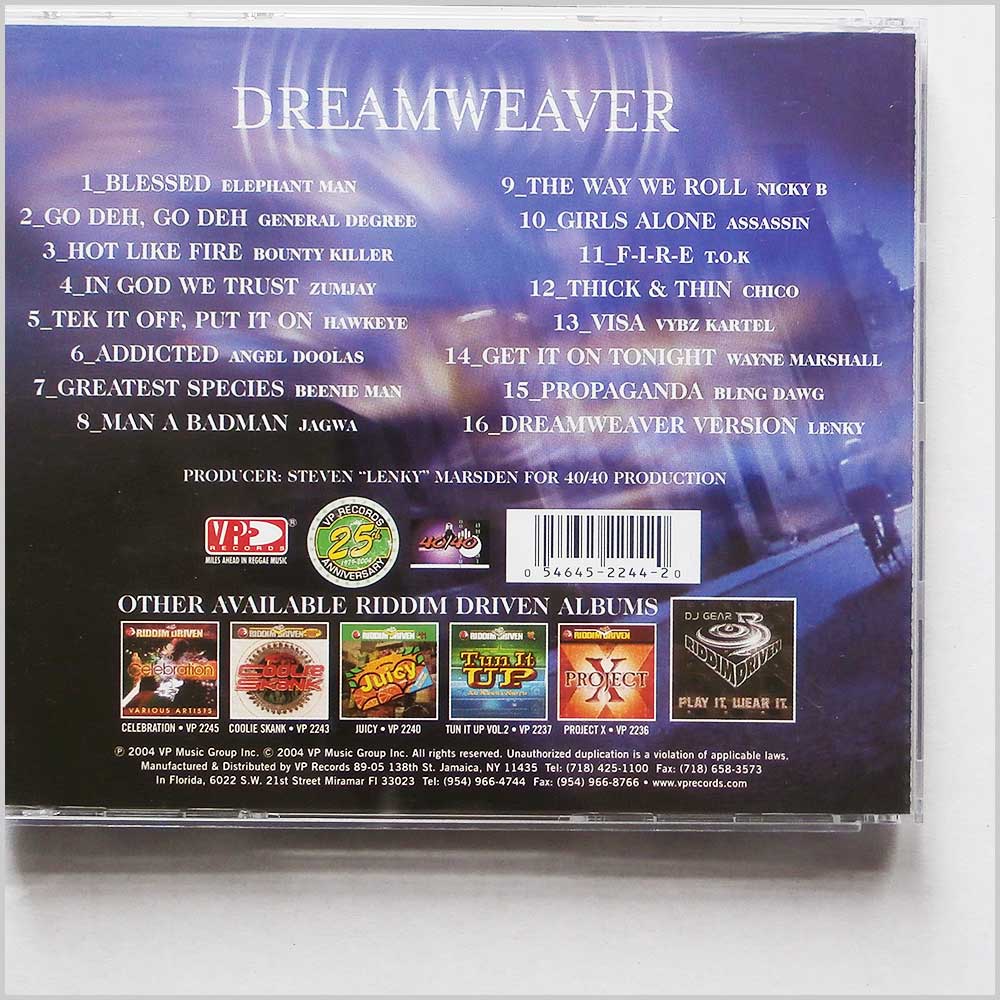 DREAMWEAVER
1_BLESSED ELEPHANT MAN
2_GO DEH, GO DEH GENERAL DEGREE
3_HOT LIKE FIRE BOUNTY KILLER
4_IN GOD WE TRUST ZUMJAY
5_TEK IT OFF, PUT IT ON HAWKEYE
6_ADDICTED ANGEL DOOLAS
7_GREATEST SPECIES BEENIE MAN
8_MAN A BADMAN JAGWA
9_THE WAY WE ROLL NICKY B
10_GIRLS ALONE ASSASSIN
11_F-I-R-E T.O.K
12_THICK & THIN CHICO
13_VISA VYBZ KARTEL
14_GET IT ON TONIGHT WAYNE MARSHALL
15_PROPAGANDA BLING DAWG
16_DREAMWEAVER VERSION LENKY
PRODUCER: STEVEN "LENKY" MARSDEN FOR 40/40 PRODUCTION
VP ®
RECORDS
MILES AHEAD IN REGGAE MUSIC
VP RECORDS
25th
1979-2004
ANNIVERSARY
40/40
0 54645-2244-2 0
OTHER AVAILABLE RIDDIM DRIVEN ALBUMS
RIDDIM DRIVEN
Celebration
VARIOUS ARTISTS
CELEBRATION • VP 2245
RIDDIM DRIVEN
Coolie Skank
COOLIE SKANK • VP 2243
RIDDIM DRIVEN
Juicy
JUICY • VP 2240
RIDDIM DRIVEN
Tun It UP
TUN IT UP VOL.2 • VP 2237
RIDDIM DRIVEN
PROJECT X
PROJECT X • VP 2236
DJ GEAR
RIDDIM DRIVEN
PLAY IT. WEAR IT.
℗ 2004 VP Music Group Inc. © 2004 VP Music Group Inc. All rights reserved. Unauthorized duplication is a violation of applicable laws.
Manufactured & Distributed by VP Records 89-05 138th St. Jamaica, NY 11435 Tel: (718) 425-1100 Fax: (718) 658-3573
In Florida, 6022 S.W. 21st Street Miramar Fl 33023 Tel: (954) 966-4744 Fax: (954) 966-8766 • www.vprecords.com